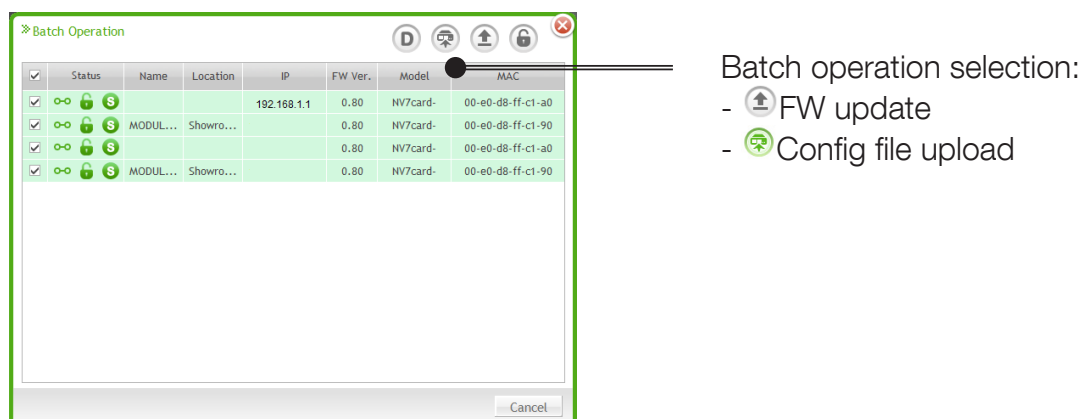 Batch Operation
D
Status Name Location IP FW Ver. Model MAC
S 192.168.1.1 0.80 NV7card- 00-e0-d8-ff-c1-a0
S MODUL... Showro... 0.80 NV7card- 00-e0-d8-ff-c1-90
S 0.80 NV7card- 00-e0-d8-ff-c1-a0
S MODUL... Showro... 0.80 NV7card- 00-e0-d8-ff-c1-90
Cancel
Batch operation selection:
- FW update
- Config file upload